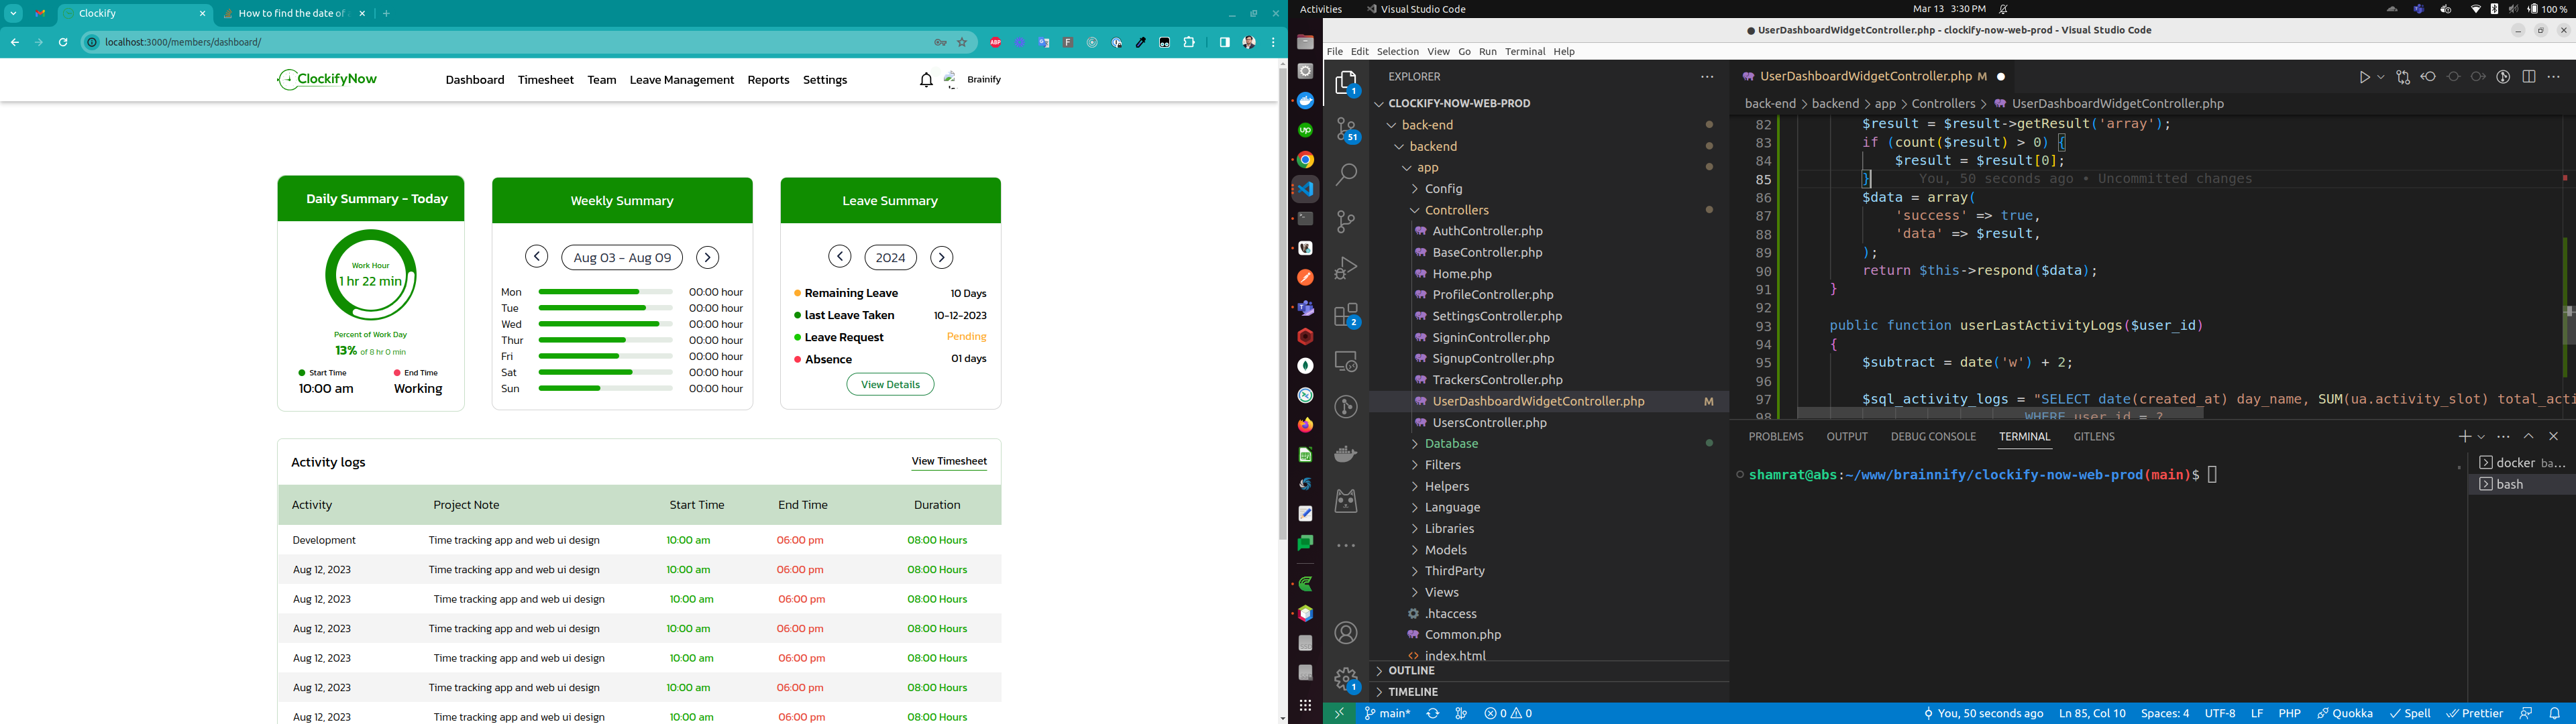 Clockify
How to find the date of
localhost:3000/members/dashboard/
ClockifyNow
Dashboard Timesheet Team Leave Management Reports Settings
Brainify
Daily Summary - Today
Work Hour
1 hr 22 min
Percent of Work Day
13% of 8 hr 0 min
Start Time
10:00 am
End Time
Working
Weekly Summary
Aug 03 - Aug 09
Mon 00:00 hour
Tue 00:00 hour
Wed 00:00 hour
Thur 00:00 hour
Fri 00:00 hour
Sat 00:00 hour
Sun 00:00 hour
Leave Summary
2024
Remaining Leave 10 Days
last Leave Taken 10-12-2023
Leave Request Pending
Absence 01 days
View Details
Activity logs View Timesheet
Activity Project Note Start Time End Time Duration
Development Time tracking app and web ui design 10:00 am 06:00 pm 08:00 Hours
Aug 12, 2023 Time tracking app and web ui design 10:00 am 06:00 pm 08:00 Hours
Aug 12, 2023 Time tracking app and web ui design 10:00 am 06:00 pm 08:00 Hours
Aug 12, 2023 Time tracking app and web ui design 10:00 am 06:00 pm 08:00 Hours
Aug 12, 2023 Time tracking app and web ui design 10:00 am 06:00 pm 08:00 Hours
Aug 12, 2023 Time tracking app and web ui design 10:00 am 06:00 pm 08:00 Hours
Aug 12, 2023 Time tracking app and web ui design 10:00 am 06:00 pm 08:00 Hours
Activities Visual Studio Code Mar 13 3:30 PM 100 %
● UserDashboardWidgetController.php - clockify-now-web-prod - Visual Studio Code
File Edit Selection View Go Run Terminal Help
EXPLORER
CLOCKIFY-NOW-WEB-PROD
back-end
backend
app
Config
Controllers
AuthController.php
BaseController.php
Home.php
ProfileController.php
SettingsController.php
SigninController.php
SignupController.php
TrackersController.php
UserDashboardWidgetController.php M
UsersController.php
Database
Filters
Helpers
Language
Libraries
Models
ThirdParty
Views
.htaccess
Common.php
index.html
OUTLINE
TIMELINE
1
51
2
1
UserDashboardWidgetController.php M
back-end > backend > app > Controllers > UserDashboardWidgetController.php
82 $result = $result->getResult('array');
83 if (count($result) > 0) {
84 $result = $result[0];
85 } You, 50 seconds ago • Uncommitted changes
86 $data = array(
87 'success' => true,
88 'data' => $result,
89 );
90 return $this->respond($data);
91 }
92
93 public function userLastActivityLogs($user_id)
94 {
95 $subtract = date('w') + 2;
96
97 $sql_activity_logs = "SELECT date(created_at) day_name, SUM(ua.activity_slot) total_acti
98 WHERE user_id = ?
PROBLEMS OUTPUT DEBUG CONSOLE TERMINAL GITLENS
shamrat@abs:~/www/brainnify/clockify-now-web-prod(main)$
docker ba...
bash
main* 0 0 You, 50 seconds ago Ln 85, Col 10 Spaces: 4 UTF-8 LF PHP Quokka Spell Prettier